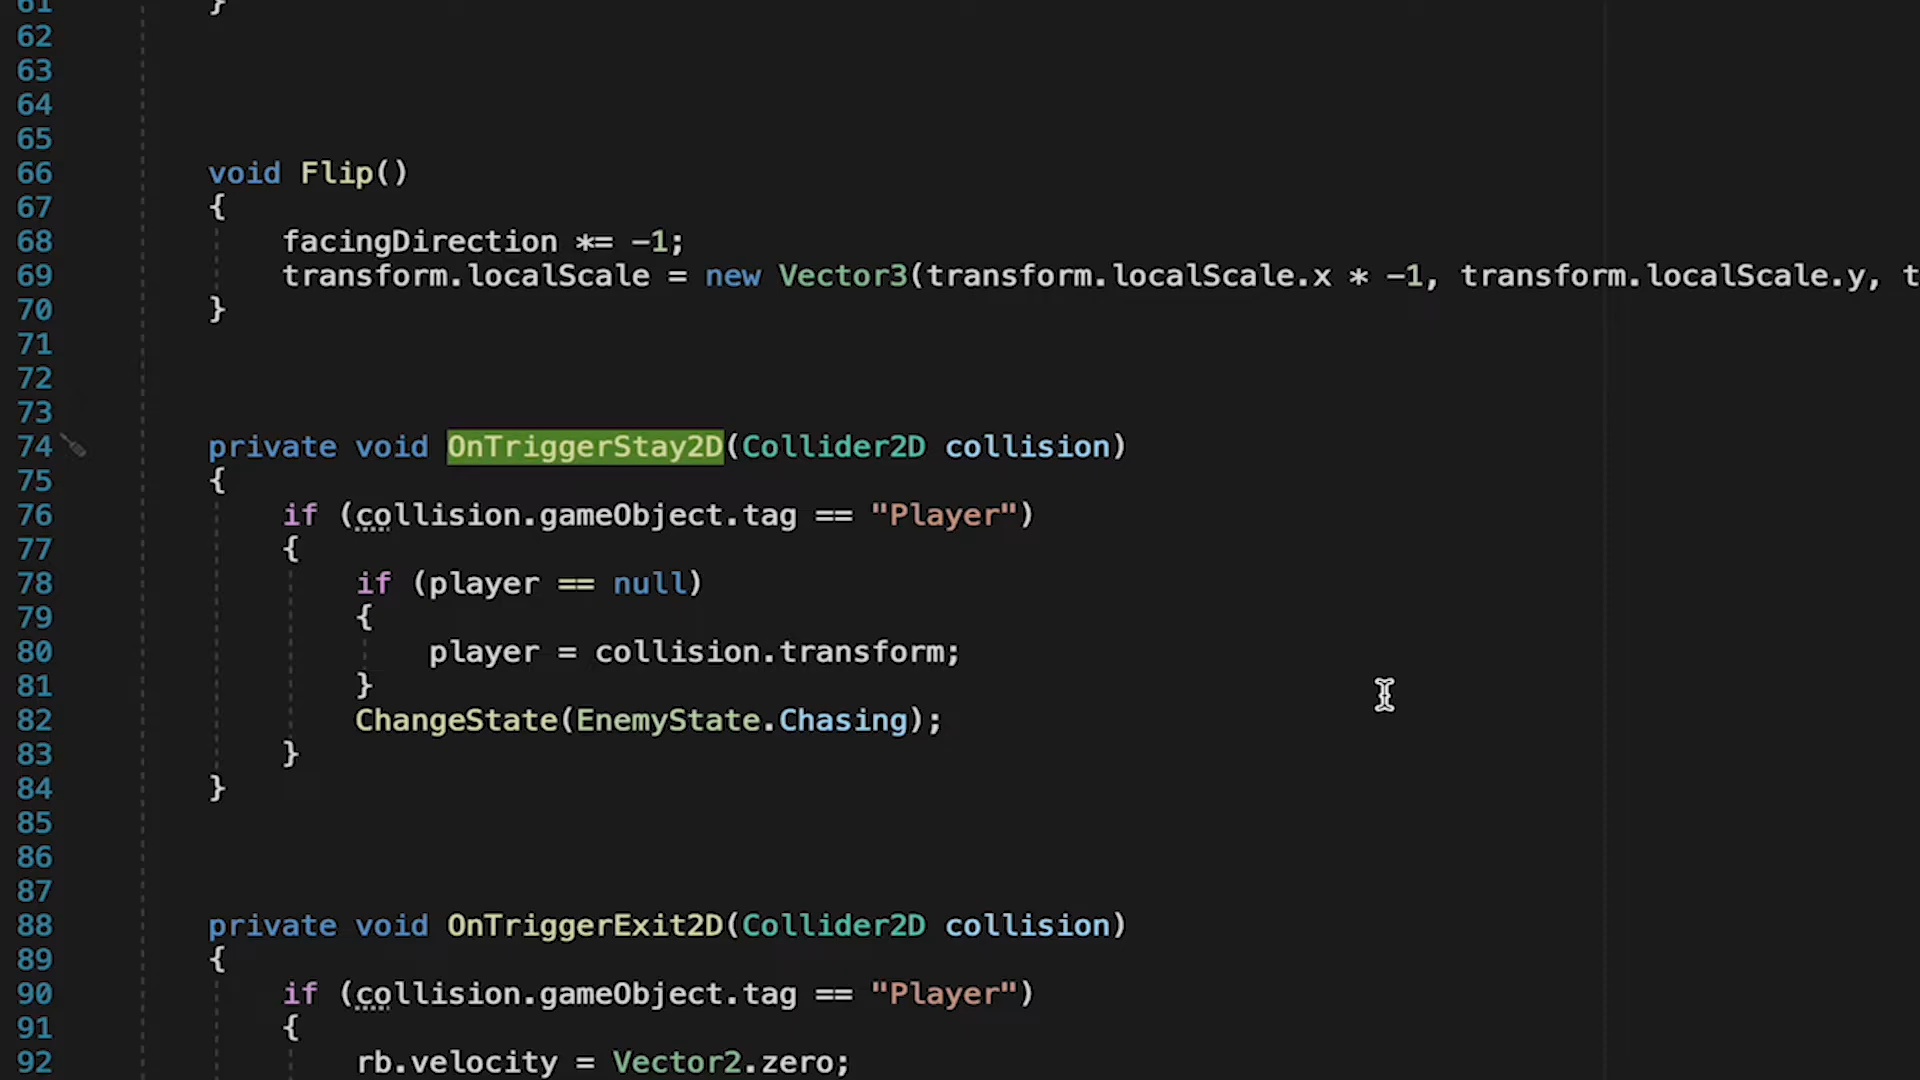 61 }
62
63
64
65
66 void Flip()
67 {
68 facingDirection *= -1;
69 transform.localScale = new Vector3(transform.localScale.x * -1, transform.localScale.y, t
70 }
71
72
73
74 private void OnTriggerStay2D(Collider2D collision)
75 {
76 if (collision.gameObject.tag == "Player")
77 {
78 if (player == null)
79 {
80 player = collision.transform;
81 }
82 ChangeState(EnemyState.Chasing);
83 }
84 }
85
86
87
88 private void OnTriggerExit2D(Collider2D collision)
89 {
90 if (collision.gameObject.tag == "Player")
91 {
92 rb.velocity = Vector2.zero;